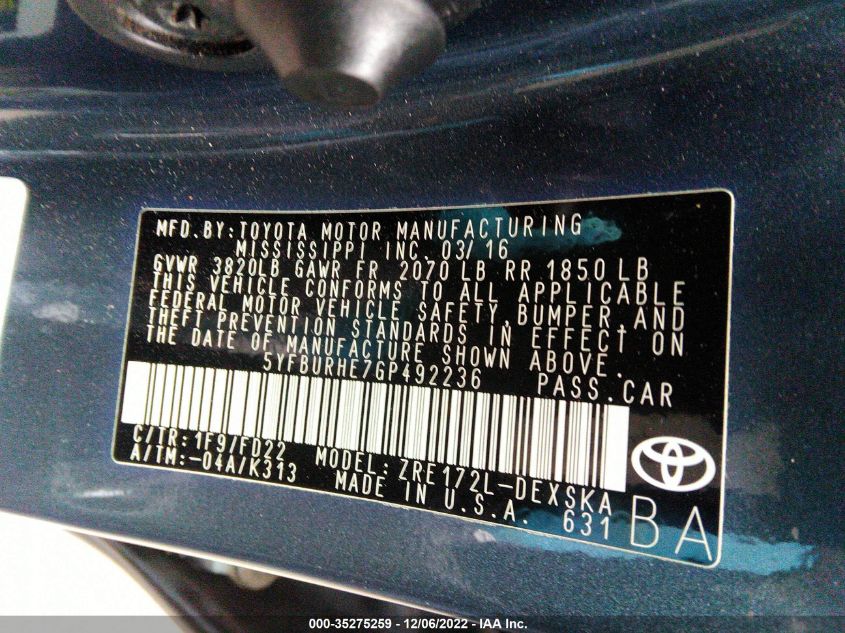 MFD.BY:TOYOTA MOTOR MANUFACTURING
MISSISSIPPI INC. 03/16
GVWR 3820LB GAWR FR 2070 LB RR 1850 LB
THIS VEHICLE CONFORMS TO ALL APPLICABLE
FEDERAL MOTOR VEHICLE SAFETY,BUMPER,AND
THEFT PREVENTION STANDARDS IN EFFECT ON
THE DATE OF MANUFACTURE SHOWN ABOVE.
5YFBURHE7GP492236 PASS.CAR
C/TR:1F9/FD22 MODEL:ZRE172L-DEXSKA
A/TM:-04A/K313 MADE IN U.S.A. 631
BA
000-35275259 - 12/06/2022 - IAA Inc.